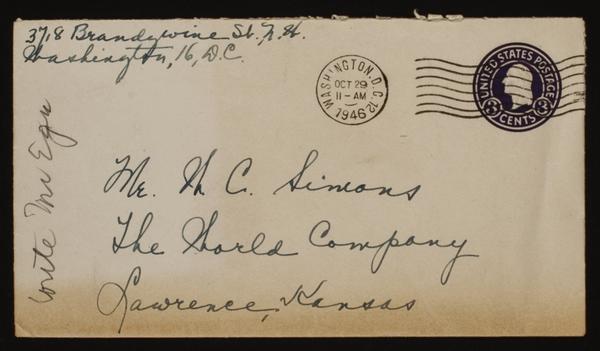 3718 Brandywine St. N.W.
Washington, 16, D.C.
WASHINGTON, D.C. 12
OCT 29
11-AM
1946
UNITED STATES POSTAGE
3 CENTS 3
Mr. W C. Simons
The World Company
Lawrence, Kansas
write Mr